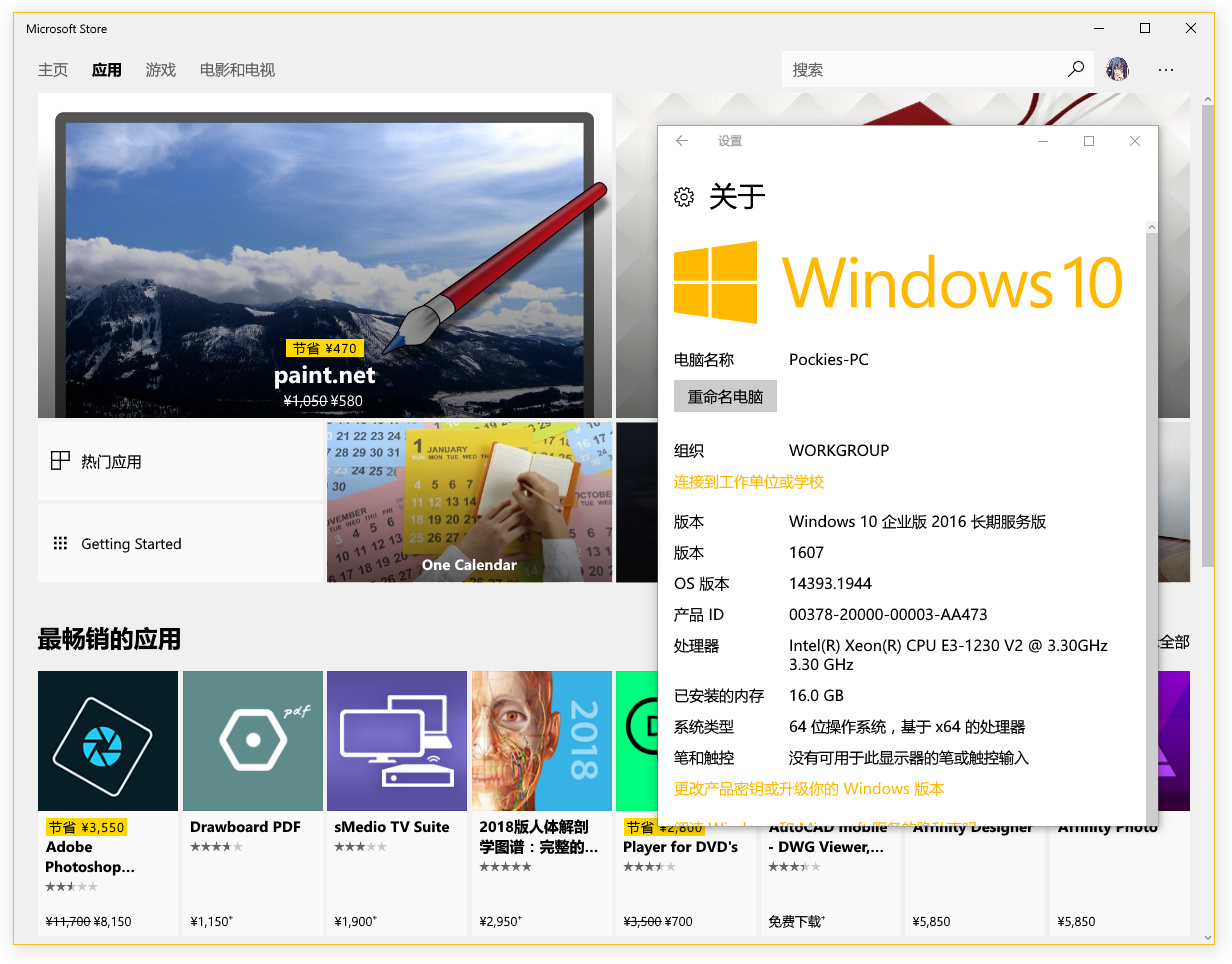 Microsoft Store
主页 应用 游戏 电影和电视
搜索
节省 ¥470
paint.net
¥1,050 ¥580
热门应用
Getting Started
1 JANUARY
One Calendar
设置
关于
Windows 10
电脑名称 Pockies-PC
重命名电脑
组织 WORKGROUP
连接到工作单位或学校
版本 Windows 10 企业版 2016 长期服务版
版本 1607
OS 版本 14393.1944
产品 ID 00378-20000-00003-AA473
处理器 Intel(R) Xeon(R) CPU E3-1230 V2 @ 3.30GHz
3.30 GHz
已安装的内存 16.0 GB
系统类型 64 位操作系统，基于 x64 的处理器
笔和触控 没有可用于此显示器的笔或触控输入
更改产品密钥或升级你的 Windows 版本
最畅销的应用
全部
pdf
2018
节省 ¥3,550
Adobe
Photoshop...
¥11,700 ¥8,150
Drawboard PDF
¥1,150+
sMedio TV Suite
¥1,900+
2018版人体解剖
学图谱：完整的...
¥2,950+
节省 ¥2,800
Player for DVD's
¥3,500 ¥700
AutoCAD mobile
- DWG Viewer,...
免费下载+
Affinity Designer
¥5,850
Affinity Photo
¥5,850